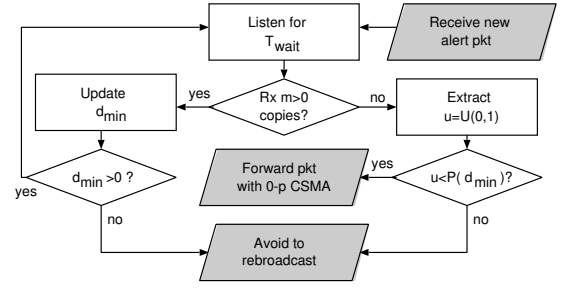 Listen for
T wait
Receive new
alert pkt
Update
d min
yes
Rx m>0
copies?
no
Extract
u=U(0,1)
d min >0 ?
yes
no
Forward pkt
with 0-p CSMA
yes
u<P( d min )?
no
Avoid to
rebroadcast